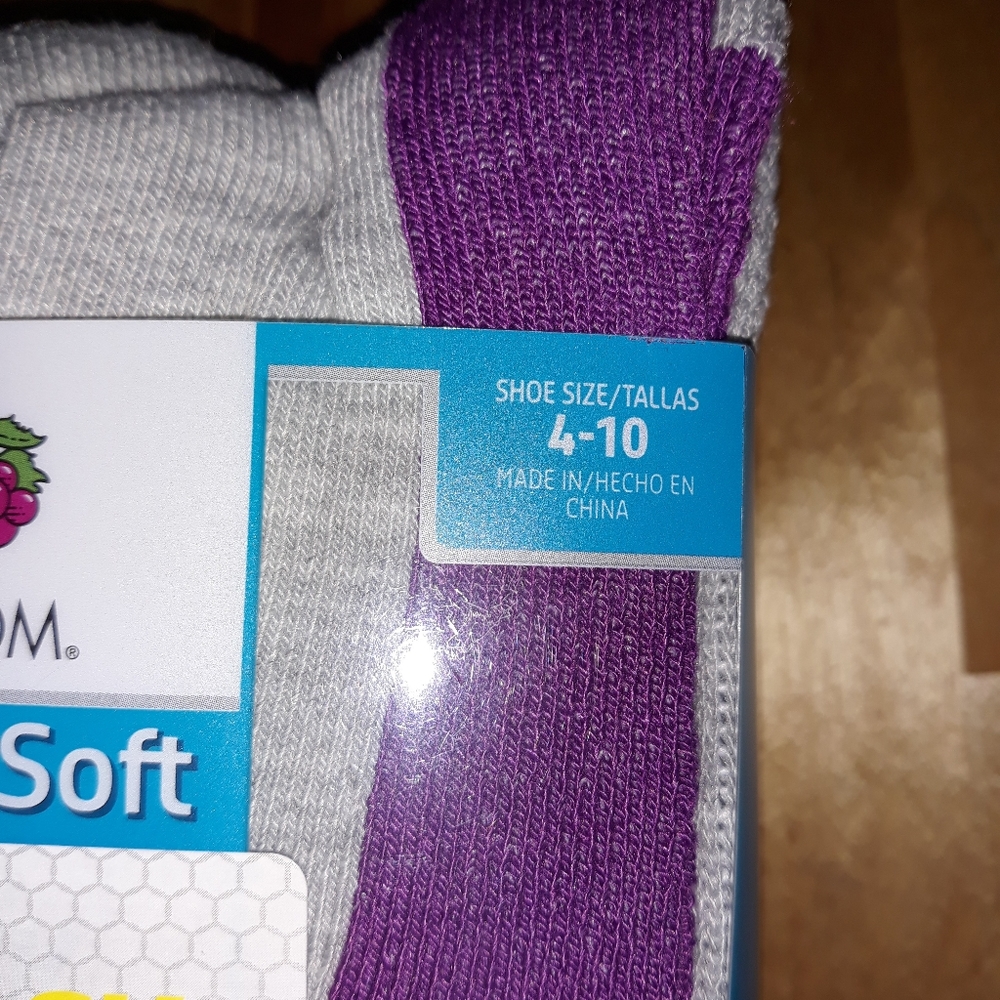 SHOE SIZE/TALLAS
4-10
MADE IN/HECHO EN
CHINA
OM®
Soft